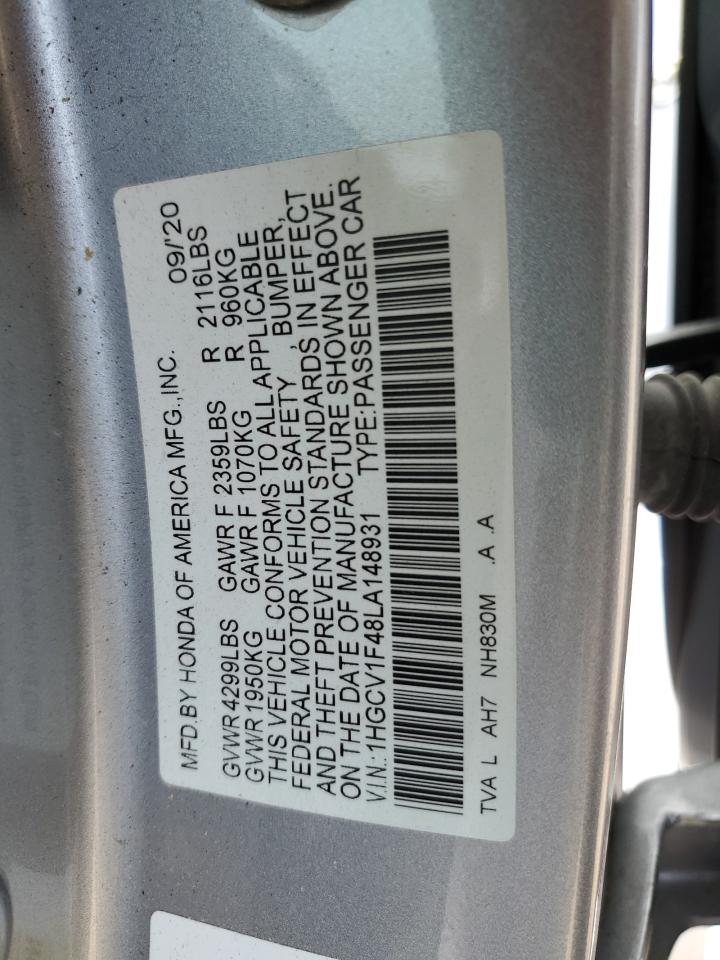 MFD.BY HONDA OF AMERICA MFG.,INC. 09/'20
GVWR 4299LBS GAWR F 2359LBS R 2116LBS
GVWR 1950KG GAWR F 1070KG R 960KG
THIS VEHICLE CONFORMS TO ALL APPLICABLE
FEDERAL MOTOR VEHICLE SAFETY, BUMPER,
AND THEFT PREVENTION STANDARDS, IN EFFECT
ON THE DATE OF MANUFACTURE SHOWN ABOVE.
V.I.N.: 1HGCV1F48LA148931 TYPE:PASSENGER CAR
TVA L AH7 NH830M .A .A